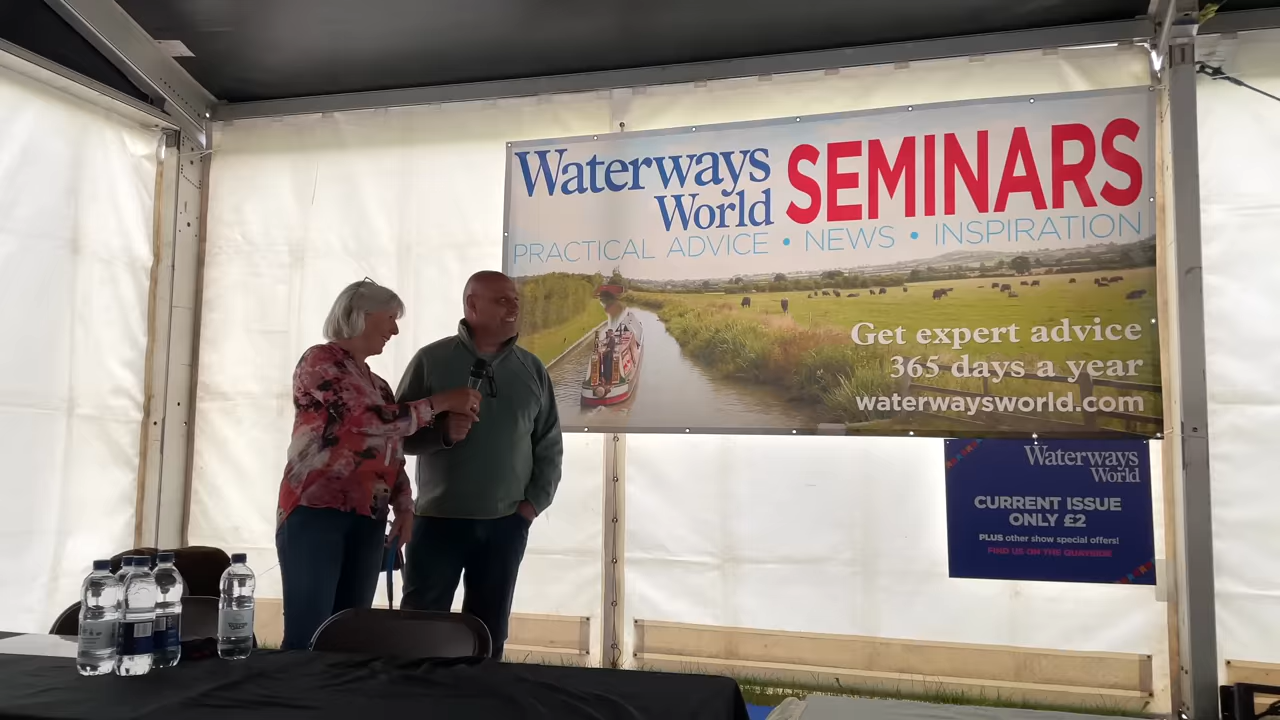 Waterways
World
SEMINARS
PRACTICAL ADVICE • NEWS • INSPIRATION
Get expert advice
365 days a year
waterwaysworld.com
Waterways
World
CURRENT ISSUE
ONLY £2
PLUS other show special offers!
FIND US ON THE QUAYSIDE